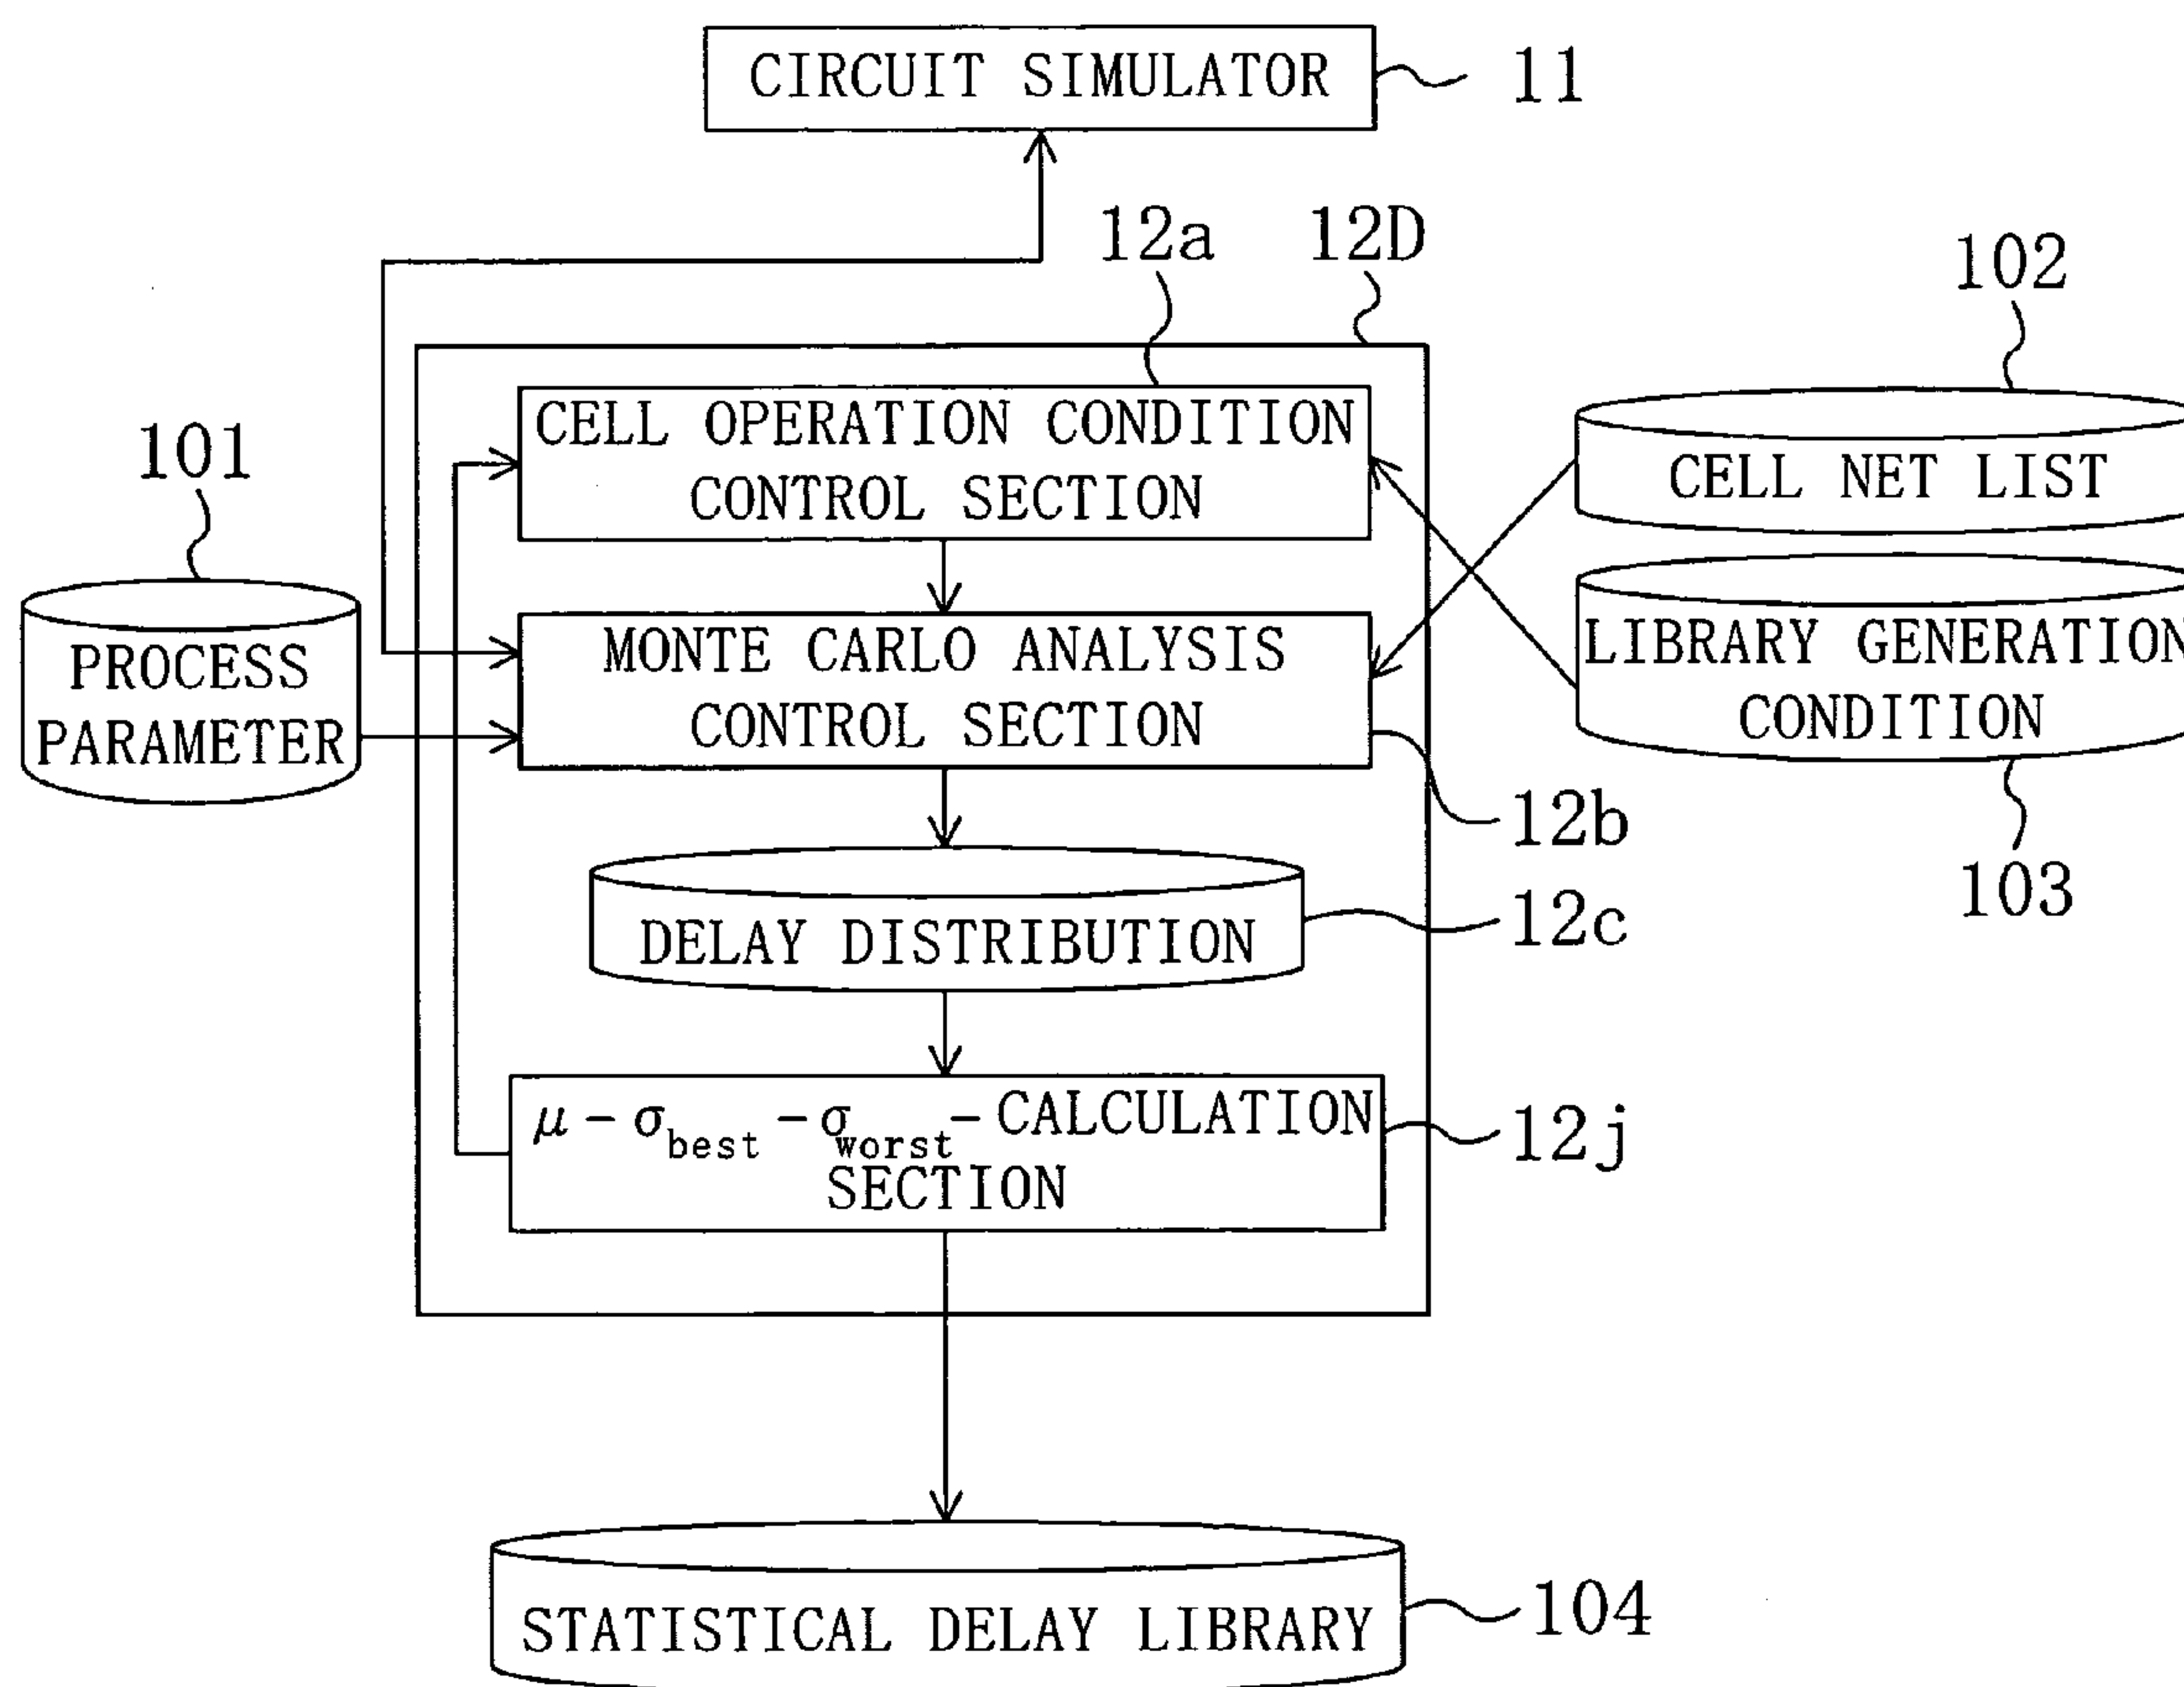 CIRCUIT SIMULATOR
11
12a
12D
102
CELL OPERATION CONDITION
CONTROL SECTION
101
CELL NET LIST
PROCESS
PARAMETER
MONTE CARLO ANALYSIS
CONTROL SECTION
LIBRARY GENERATION
CONDITION
12b
103
DELAY DISTRIBUTION
12c
μ - σbest - σworst - CALCULATION
SECTION
12j
STATISTICAL DELAY LIBRARY
104